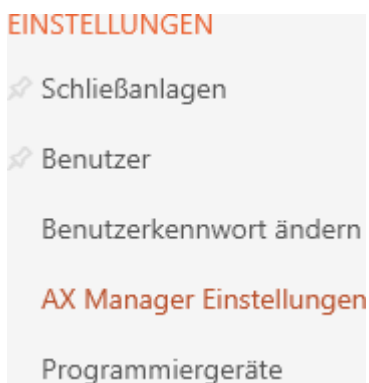 EINSTELLUNGEN
Schließanlagen
Benutzer
Benutzerkennwort ändern
AX Manager Einstellungen
Programmiergeräte